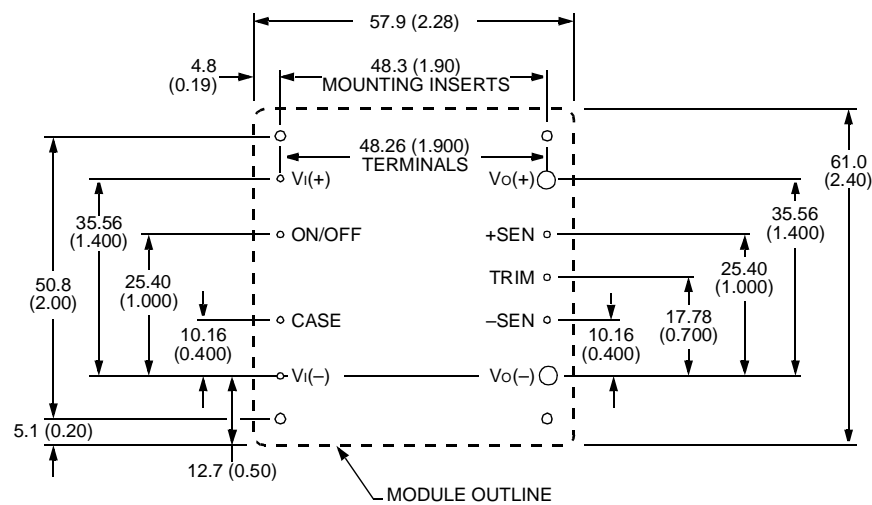 57.9 (2.28)
4.8
(0.19)
48.3 (1.90)
MOUNTING INSERTS
48.26 (1.900)
TERMINALS
61.0
(2.40)
VI(+)
VO(+)
35.56
(1.400)
35.56
(1.400)
ON/OFF
+SEN
50.8
(2.00)
25.40
(1.000)
TRIM
25.40
(1.000)
CASE
–SEN
10.16
(0.400)
10.16
(0.400)
17.78
(0.700)
VI(–)
VO(–)
5.1 (0.20)
12.7 (0.50)
MODULE OUTLINE